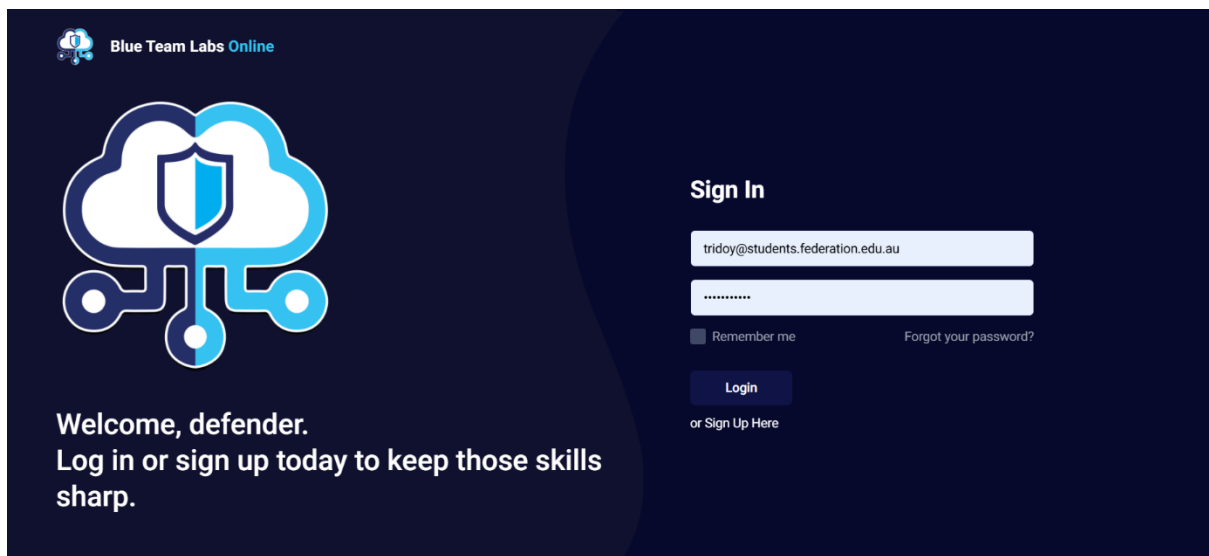 Blue Team Labs Online
Sign In
tridoy@students.federation.edu.au
•••••••••••
Remember me
Forgot your password?
Login
or Sign Up Here
Welcome, defender.
Log in or sign up today to keep those skills
sharp.